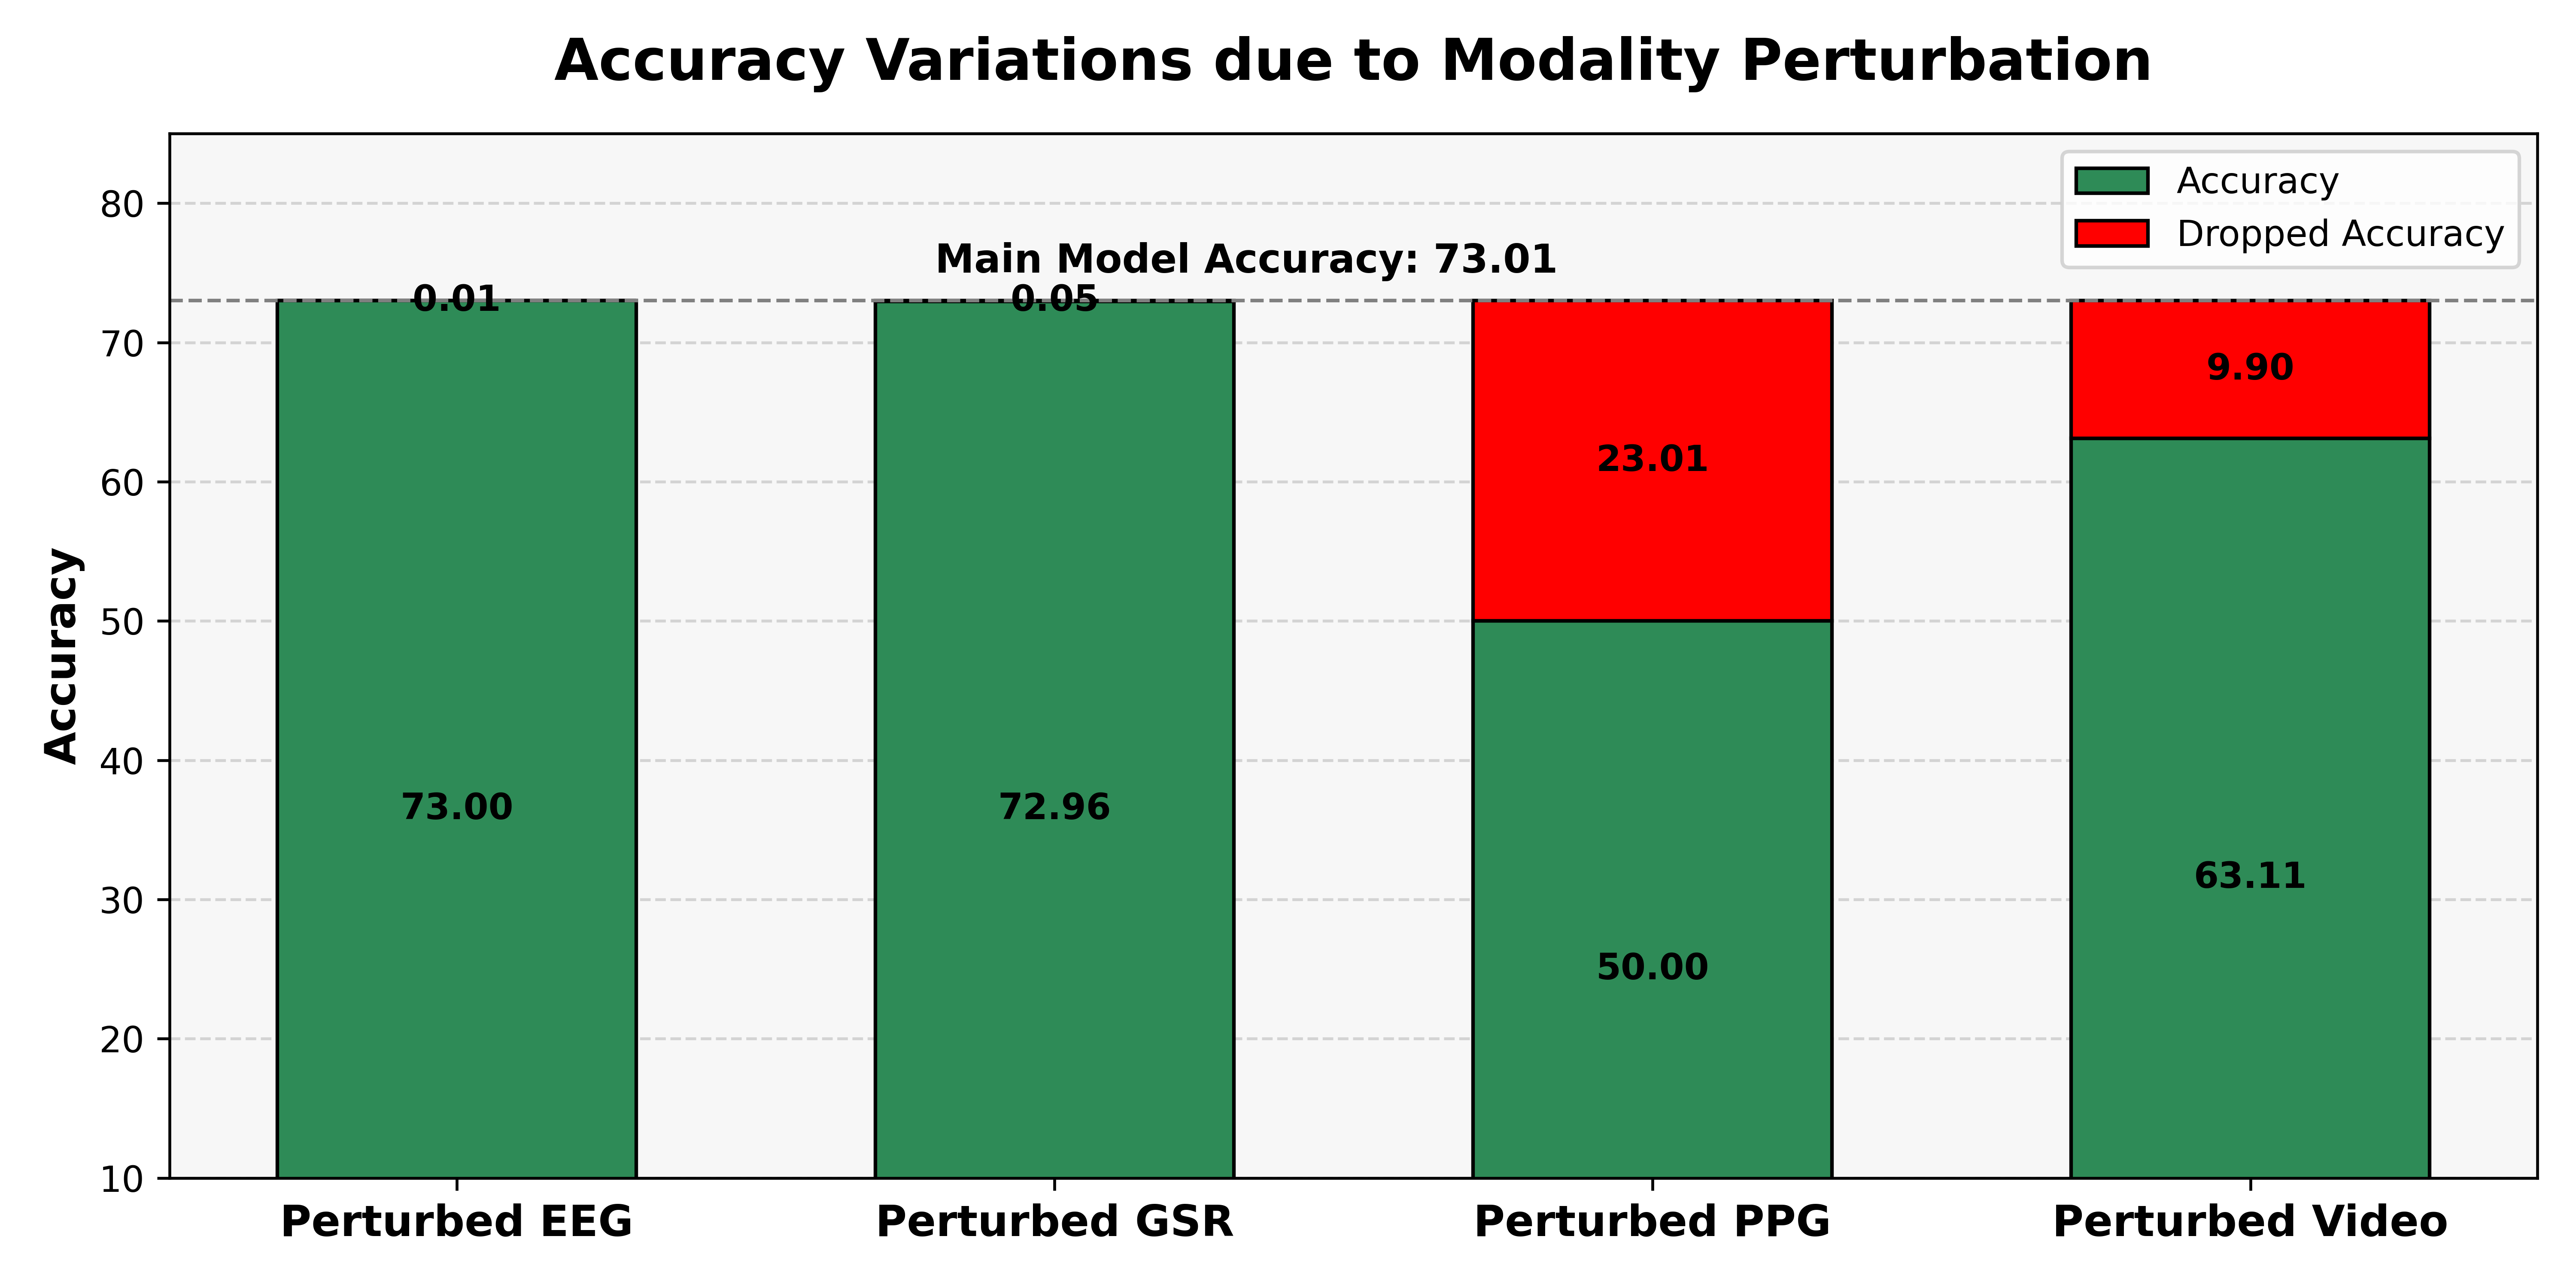 Accuracy Variations due to Modality Perturbation
Accuracy
Dropped Accuracy
Main Model Accuracy: 73.01
80
70
60
50
40
30
20
10
Accuracy
0.01
0.05
23.01
9.90
73.00
72.96
50.00
63.11
Perturbed EEG
Perturbed GSR
Perturbed PPG
Perturbed Video